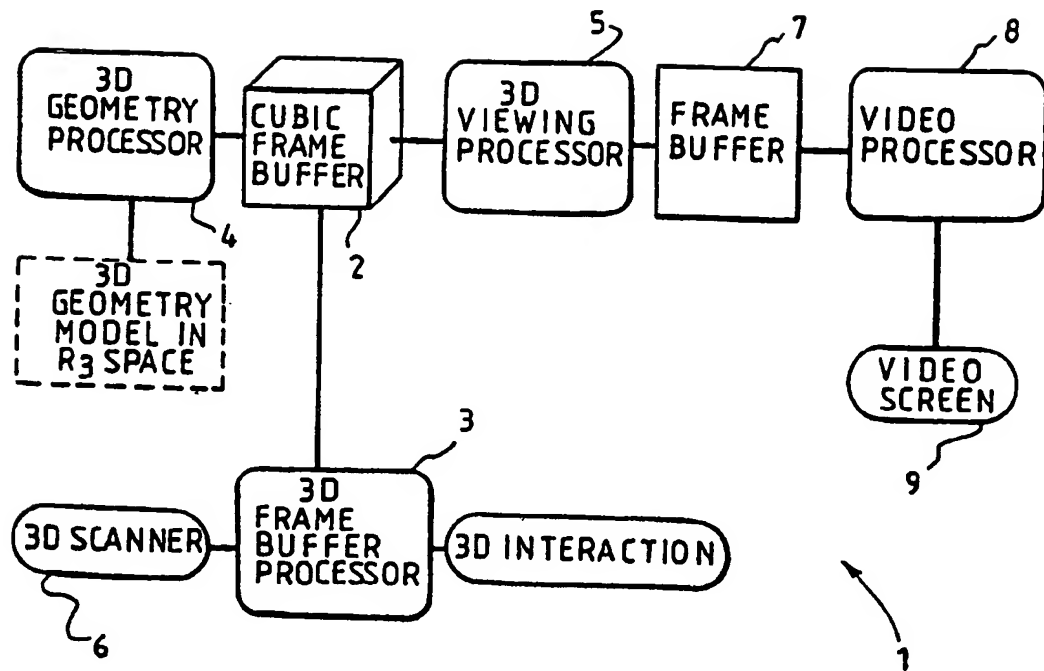 5
7
8
3D
GEOMETRY
PROCESSOR
CUBIC
FRAME
BUFFER
3D
VIEWING
PROCESSOR
FRAME
BUFFER
VIDEO
PROCESSOR
4
2
3D
GEOMETRY
MODEL IN
R3 SPACE
VIDEO
SCREEN
9
3
3D SCANNER
3D
FRAME
BUFFER
PROCESSOR
3D INTERACTION
6
1